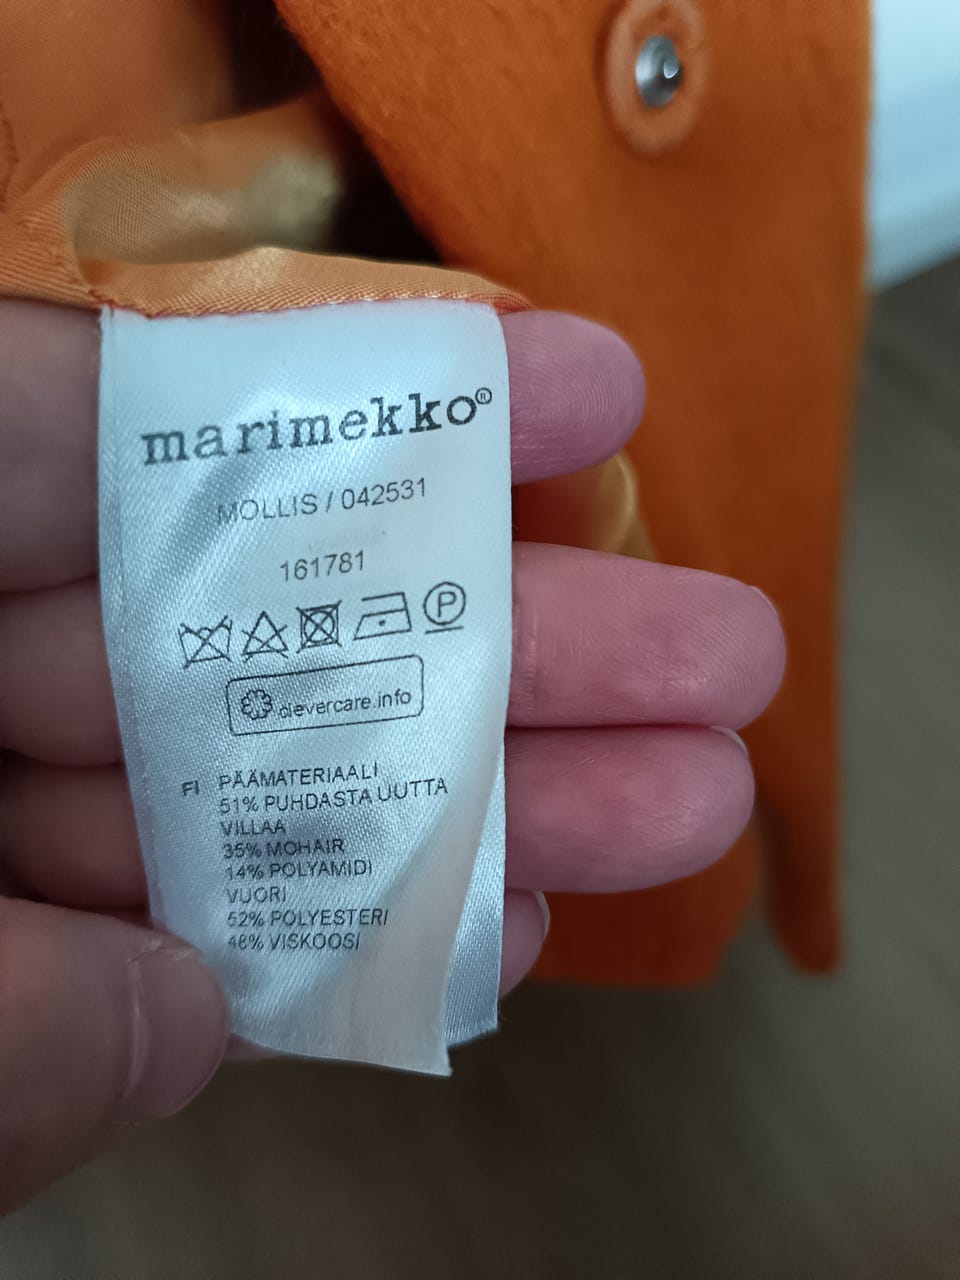 marimekko®
MOLLIS / 042531
161781
P
clevercare.info
FI PÄÄMATERIAALI
51% PUHDASTA UUTTA
VILLAA
35% MOHAIR
14% POLYAMIDI
VUORI
52% POLYESTERI
48% VISKOOSI